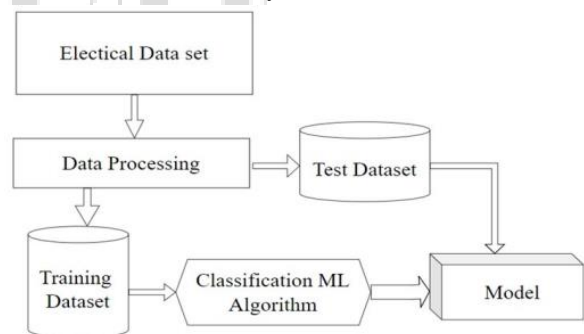 Electical Data set
Data Processing
Test Dataset
Training
Dataset
Classification ML
Algorithm
Model